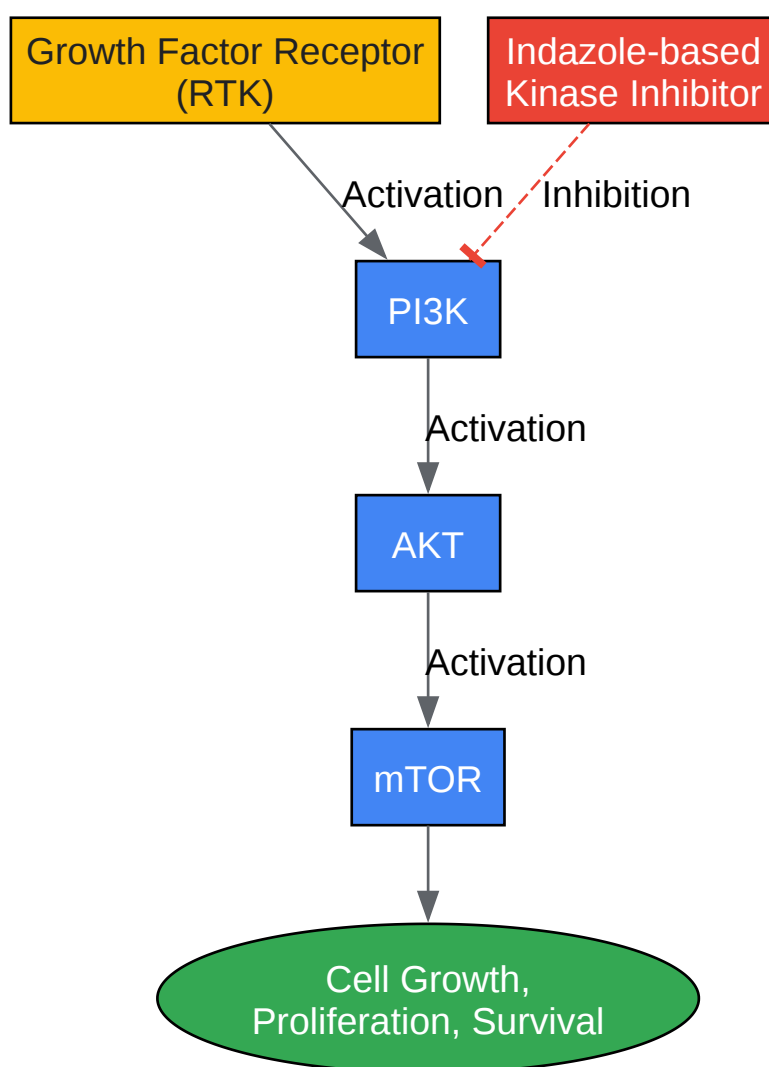 Growth Factor Receptor
(RTK)
Indazole-based
Kinase Inhibitor
Activation
Inhibition
PI3K
Activation
AKT
Activation
mTOR
Cell Growth,
Proliferation, Survival